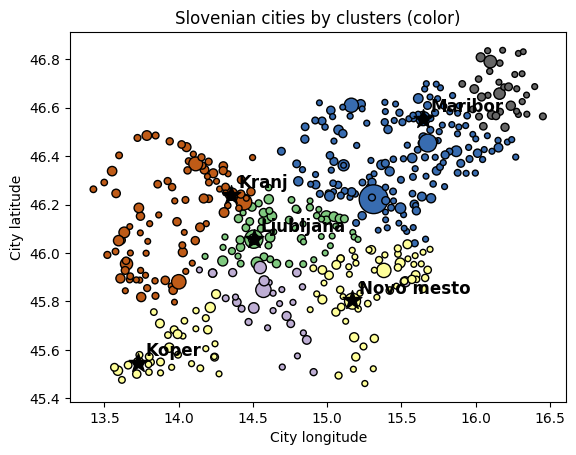 Slovenian cities by clusters (color)
46.8
46.6
46.4
46.2
46.0
45.8
45.6
45.4
City latitude
Maribor
Kranj
Ljubljana
Novo mesto
Koper
13.5 14.0 14.5 15.0 15.5 16.0 16.5
City longitude